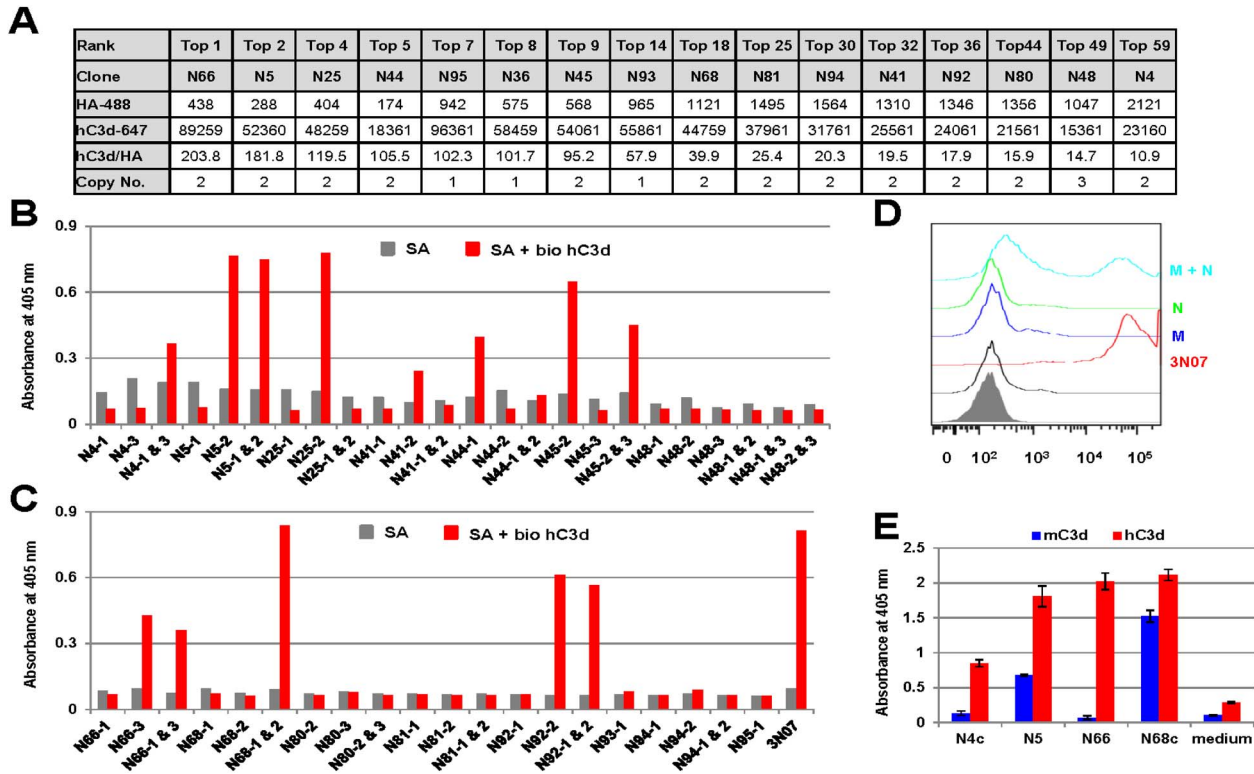 A
Rank Top 1 Top 2 Top 4 Top 5 Top 7 Top 8 Top 9 Top 14 Top 18 Top 25 Top 30 Top 32 Top 36 Top44 Top 49 Top 59
Clone N66 N5 N25 N44 N95 N36 N45 N93 N68 N81 N94 N41 N92 N80 N48 N4
HA-488 438 288 404 174 942 575 568 965 1121 1495 1564 1310 1346 1356 1047 2121
hC3d-647 89259 52360 48259 18361 96361 58459 54061 55861 44759 37961 31761 25561 24061 21561 15361 23160
hC3d/HA 203.8 181.8 119.5 105.5 102.3 101.7 95.2 57.9 39.9 25.4 20.3 19.5 17.9 15.9 14.7 10.9
Copy No. 2 2 2 2 1 1 2 1 2 2 2 2 2 2 3 2
B
Absorbance at 405 nm
0.9
0.6
0.3
0
SA
SA + bio hC3d
N4-1
N4-3
N4-1 & 3
N5-1
N5-2
N5-1 & 2
N25-1
N25-2
N25-1 & 2
N41-1
N41-2
N41-1 & 2
N44-1
N44-2
N44-1 & 2
N45-2
N45-3
N45-2 & 3
N48-1
N48-2
N48-3
N48-1 & 2
N48-1 & 3
N48-2 & 3
C
Absorbance at 405 nm
0.9
0.6
0.3
0
SA
SA + bio hC3d
N66-1
N66-3
N66-1 & 3
N68-1
N68-2
N68-1 & 2
N80-2
N80-3
N80-2 & 3
N81-1
N81-2
N81-1 & 2
N92-1
N92-2
N92-1 & 2
N93-1
N94-1
N94-2
N94-1 & 2
N95-1
3N07
D
M + N
N
M
3N07
0 10² 10³ 10⁴ 10⁵
E
mC3d
hC3d
Absorbance at 405 nm
2.5
2
1.5
1
0.5
0
N4c N5 N66 N68c medium